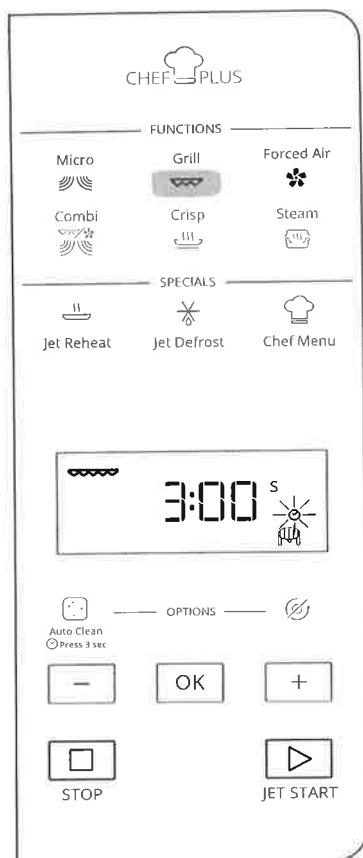 CHEF PLUS
FUNCTIONS
Micro
Grill
Forced Air
Combi
Crisp
Steam
SPECIALS
Jet Reheat
Jet Defrost
Chef Menu
3:00 S
OPTIONS
Auto Clean
Press 3 sec
- OK +
STOP
JET START